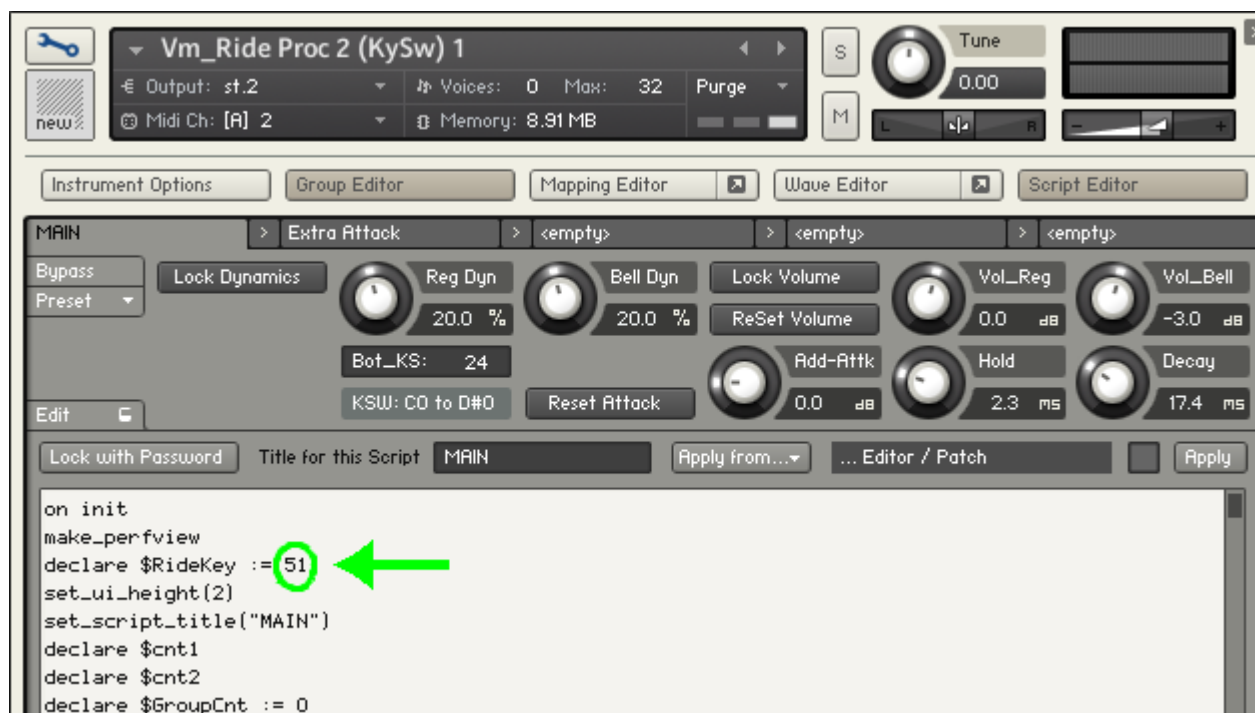 Vm_Ride Proc 2 (KySw) 1
Output: st.2 Voices: 0 Max: 32 Purge
new Midi Ch: [A] 2 Memory: 8.91 MB
S
M
Tune
0.00
L R - +
Instrument Options Group Editor Mapping Editor Wave Editor Script Editor
MAIN > Extra Attack > <empty> > <empty> > <empty>
Bypass Lock Dynamics Reg Dyn Bell Dyn Lock Volume Vol_Reg Vol_Bell
Preset 20.0 % 20.0 % ReSet Volume 0.0 dB -3.0 dB
Bot_KS: 24 Add-Attk Hold Decay
Edit KSW: C0 to D#0 Reset Attack 0.0 dB 2.3 ms 17.4 ms
Lock with Password Title for this Script MAIN Apply from... ... Editor / Patch Apply
on init
make_perfview
declare $RideKey := 51
set_ui_height(2)
set_script_title("MAIN")
declare $cnt1
declare $cnt2
declare $GroupCnt := 0